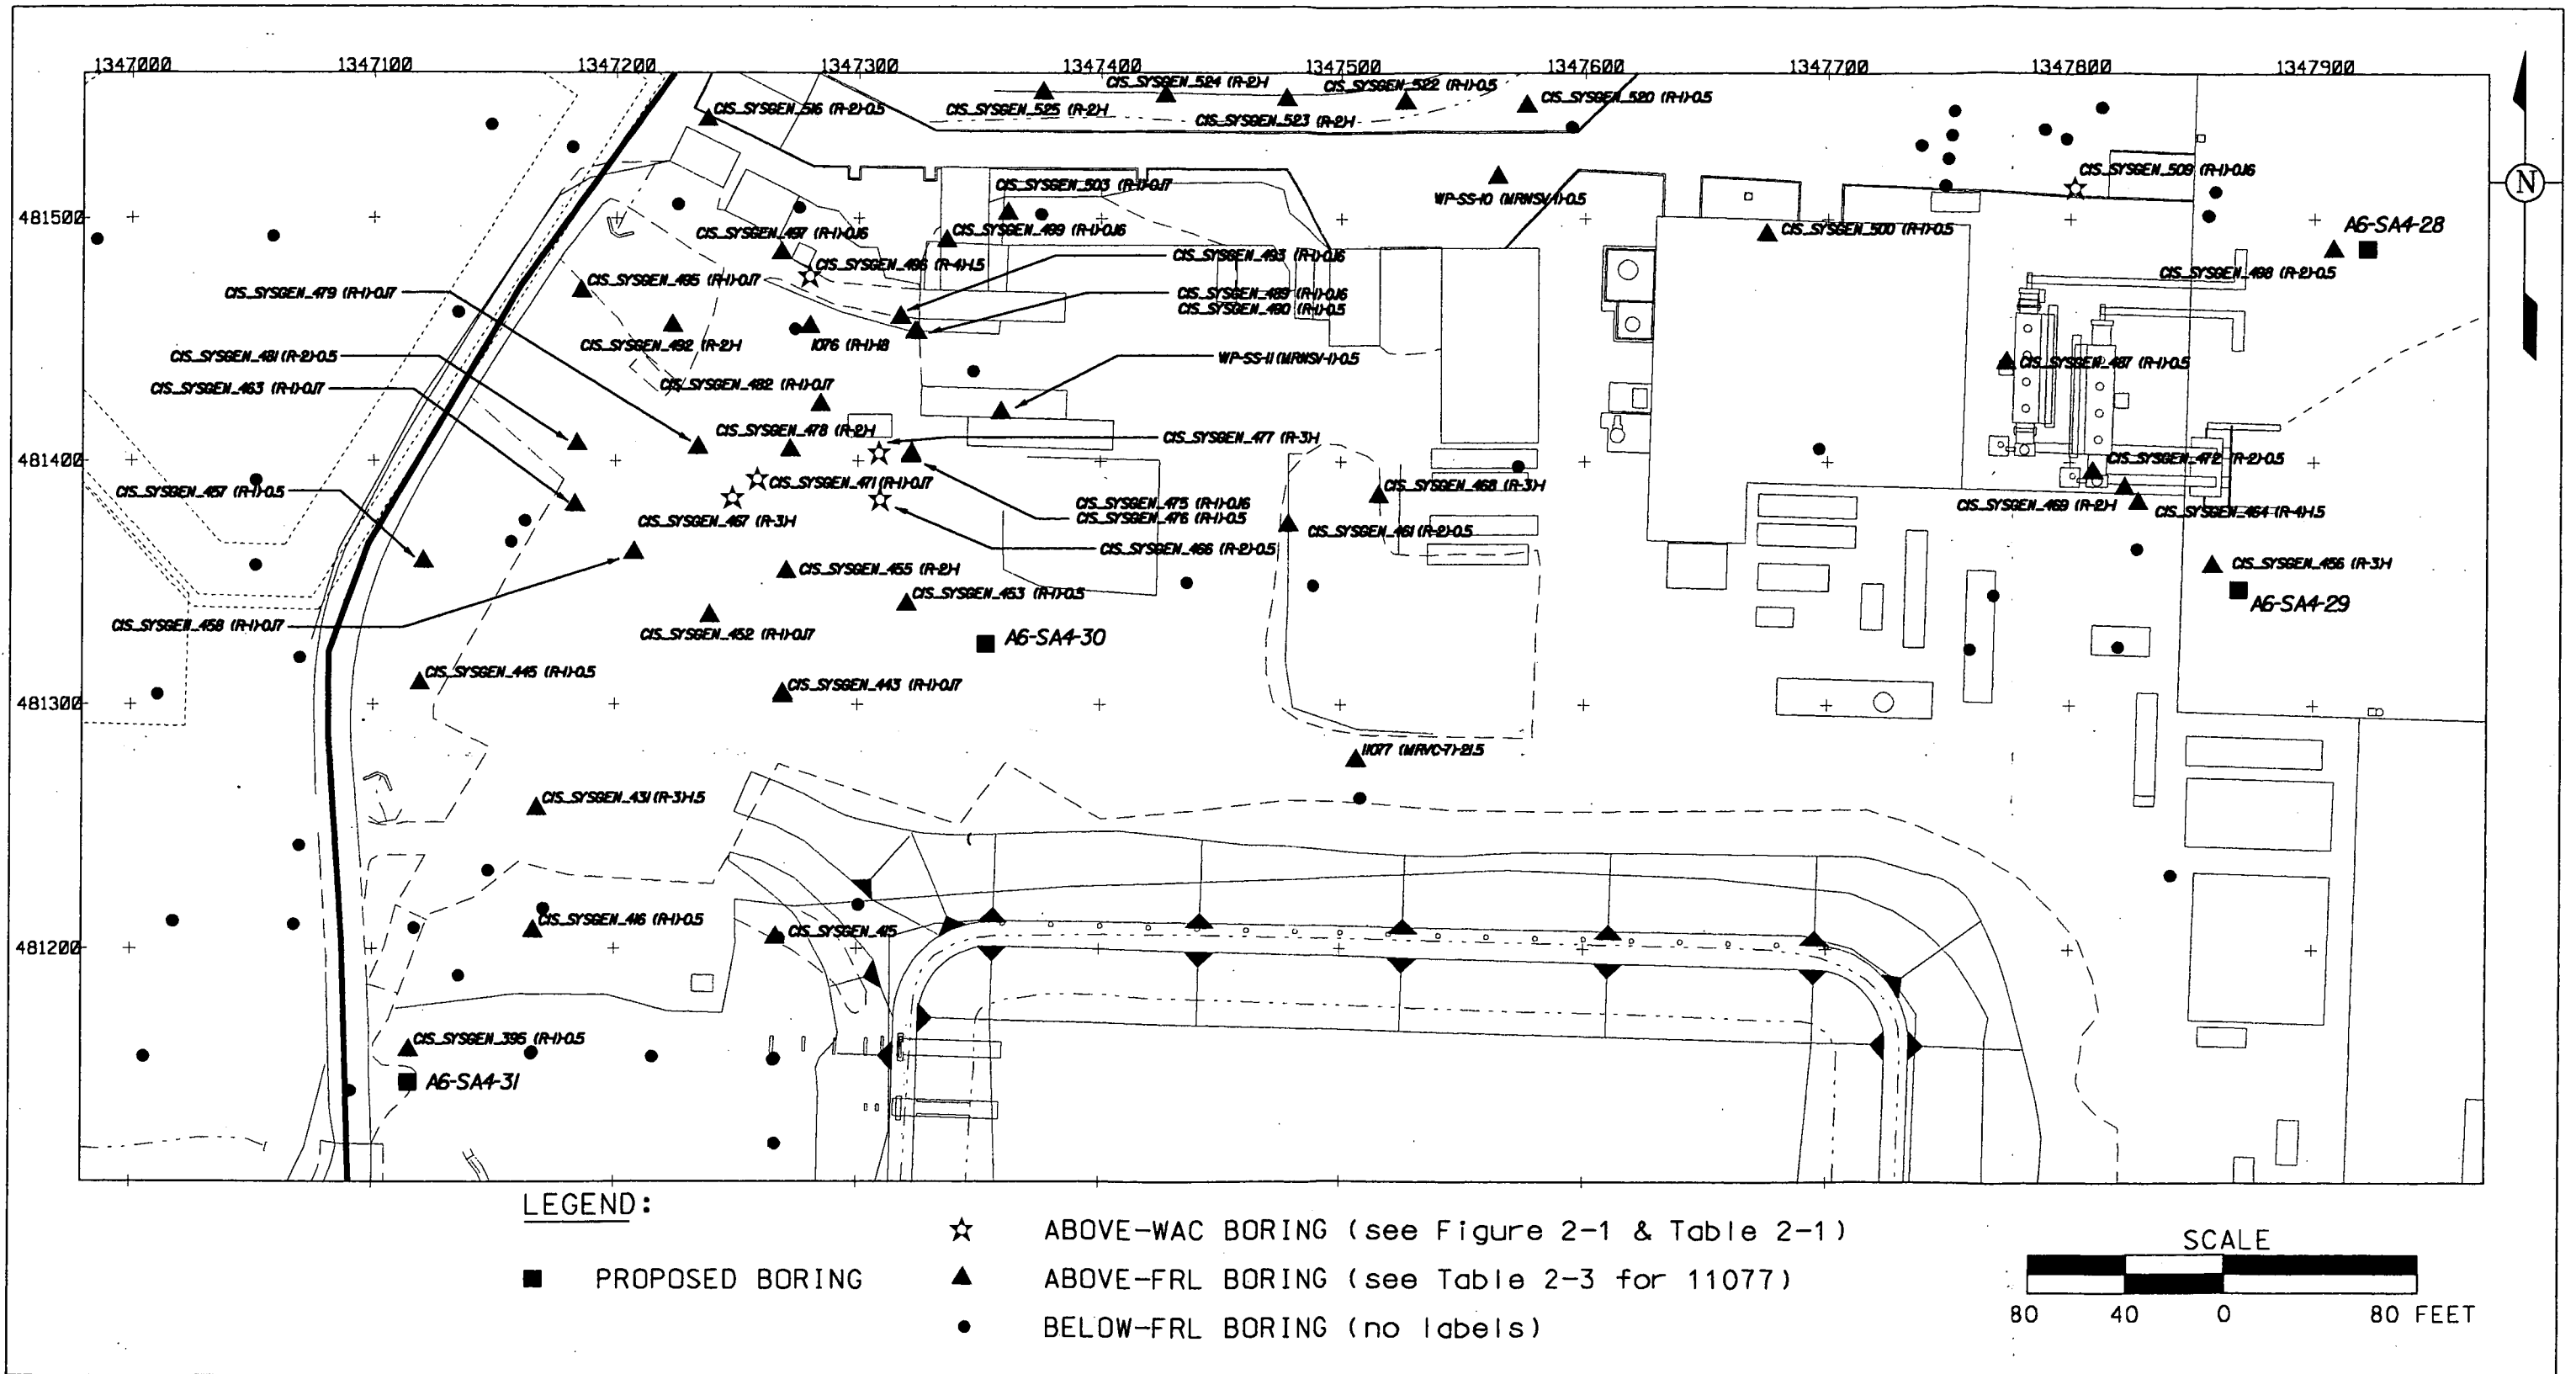 1347000 1347100 1347200 1347300 1347400 1347500 1347600 1347700 1347800 1347900
CIS_SYSGEN_524 (R-2)-1
CIS_SYSGEN_522 (R-1)-0.5
CIS_SYSGEN_520 (R-1)-0.5
CIS_SYSGEN_516 (R-2)-0.5
CIS_SYSGEN_525 (R-2)-1
CIS_SYSGEN_523 (R-2)-1
CIS_SYSGEN_509 (R-1)-0.16
N
CIS_SYSGEN_503 (R-1)-0.17
WP-SS-10 (MRNSV-1)-0.5
481500
A6-SA4-28
CIS_SYSGEN_497 (R-1)-0.16
CIS_SYSGEN_499 (R-1)-0.16
CIS_SYSGEN_500 (R-1)-0.5
CIS_SYSGEN_496 (R-4)-1.5
CIS_SYSGEN_493 (R-1)-0.16
CIS_SYSGEN_498 (R-2)-0.5
CIS_SYSGEN_495 (R-1)-0.17
CIS_SYSGEN_479 (R-1)-0.17
CIS_SYSGEN_489 (R-1)-0.16
CIS_SYSGEN_490 (R-1)-0.5
CIS_SYSGEN_492 (R-2)-1
1076 (R-1)-18
CIS_SYSGEN_481 (R-2)-0.5
WP-SS-11 (MRNSV-1)-0.5
CIS_SYSGEN_487 (R-1)-0.5
CIS_SYSGEN_463 (R-1)-0.17
CIS_SYSGEN_482 (R-1)-0.17
CIS_SYSGEN_478 (R-2)-1
CIS_SYSGEN_477 (R-3)-1
481400
CIS_SYSGEN_472 (R-2)-0.5
CIS_SYSGEN_457 (R-1)-0.5
CIS_SYSGEN_471 (R-1)-0.17
CIS_SYSGEN_468 (R-3)-1
CIS_SYSGEN_475 (R-1)-0.16
CIS_SYSGEN_476 (R-1)-0.5
CIS_SYSGEN_469 (R-2)-1
CIS_SYSGEN_464 (R-4)-1.5
CIS_SYSGEN_467 (R-3)-1
CIS_SYSGEN_461 (R-2)-0.5
CIS_SYSGEN_466 (R-2)-0.5
CIS_SYSGEN_455 (R-2)-1
CIS_SYSGEN_456 (R-3)-1
CIS_SYSGEN_453 (R-1)-0.5
A6-SA4-29
CIS_SYSGEN_458 (R-1)-0.17
CIS_SYSGEN_452 (R-1)-0.17
A6-SA4-30
CIS_SYSGEN_445 (R-1)-0.5
CIS_SYSGEN_443 (R-1)-0.17
481300
11077 (MRVC-7)-21.5
CIS_SYSGEN_431 (R-3)-1.5
CIS_SYSGEN_416 (R-1)-0.5
CIS_SYSGEN_415
481200
CIS_SYSGEN_395 (R-1)-0.5
A6-SA4-31
LEGEND:
ABOVE-WAC BORING (see Figure 2-1 & Table 2-1)
PROPOSED BORING
ABOVE-FRL BORING (see Table 2-3 for 11077)
BELOW-FRL BORING (no labels)
SCALE
80 40 0 80 FEET